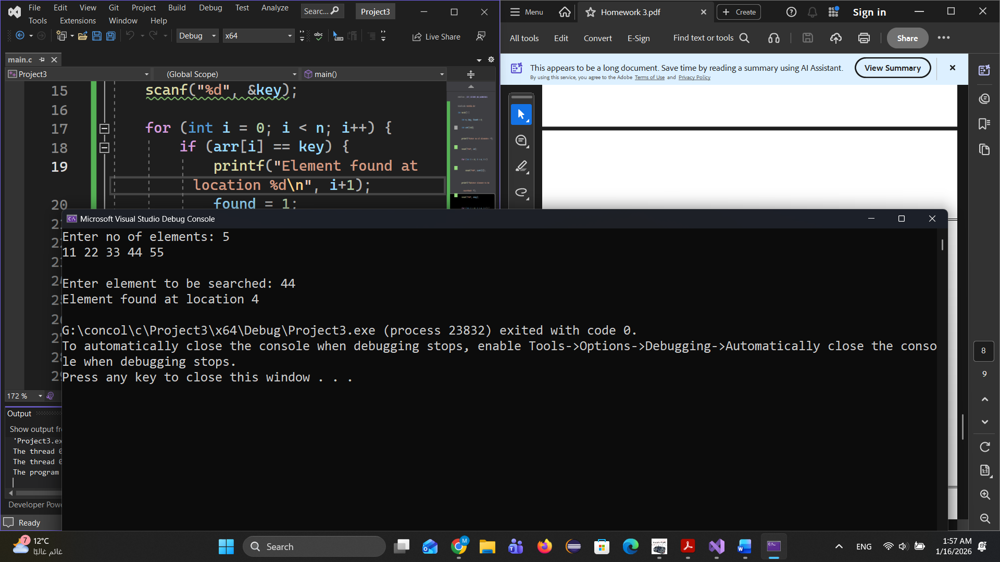 File Edit View Git Project Build Debug Test Analyze Searc... Project3
Tools Extensions Window Help
Debug x64 Live Share
main.c
Project3 (Global Scope) main()
15 scanf("%d", &key);
16
17 for (int i = 0; i < n; i++) {
18 if (arr[i] == key) {
19 printf("Element found at
location %d\n", i+1);
20 found = 1;
172 %
Output
Show output fr
'Project3.ex
The thread 0
The thread 0
The program
Developer Powe
Ready
Menu Homework 3.pdf Create Sign in
All tools Edit Convert E-Sign Find text or tools Share
This appears to be a long document. Save time by reading a summary using AI Assistant. View Summary
By using this service, you agree to the Adobe Terms of Use and Privacy Policy
8
9
Microsoft Visual Studio Debug Console
Enter no of elements: 5
11 22 33 44 55
Enter element to be searched: 44
Element found at location 4
G:\concol\c\Project3\x64\Debug\Project3.exe (process 23832) exited with code 0.
To automatically close the console when debugging stops, enable Tools->Options->Debugging->Automatically close the conso
le when debugging stops.
Press any key to close this window . . .
7 12°C
غائم غالبًا
Search
ENG
1:57 AM
1/16/2026